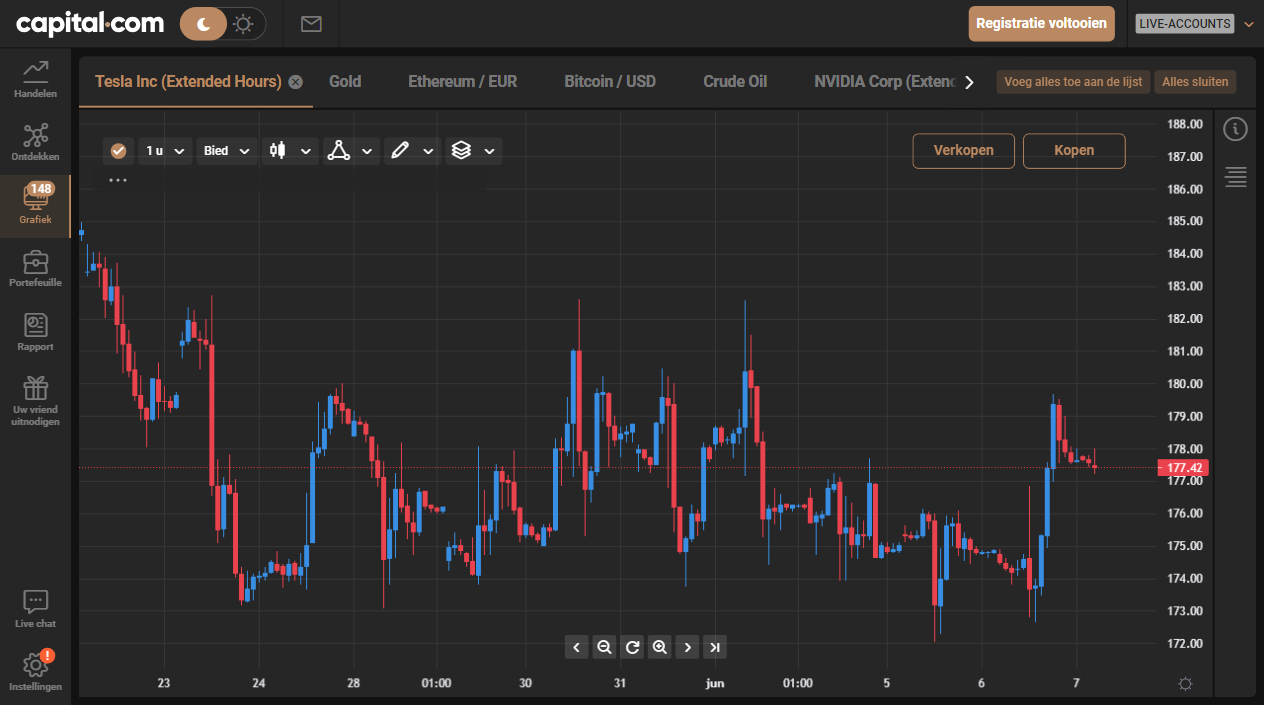 capital.com
Registratie voltooien
LIVE-ACCOUNTS
Handelen
Ontdekken
148
Grafiek
Portefeuille
Rapport
Uw vriend
uitnodigen
Live chat
!
Instellingen
Tesla Inc (Extended Hours)
Gold
Ethereum / EUR
Bitcoin / USD
Crude Oil
NVIDIA Corp (Extenc
Voeg alles toe aan de lijst
Alles sluiten
1 u
Bied
Verkopen
Kopen
188.00
187.00
186.00
185.00
184.00
183.00
182.00
181.00
180.00
179.00
178.00
177.42
177.00
176.00
175.00
174.00
173.00
172.00
23
24
28
01:00
30
31
jun
01:00
5
6
7